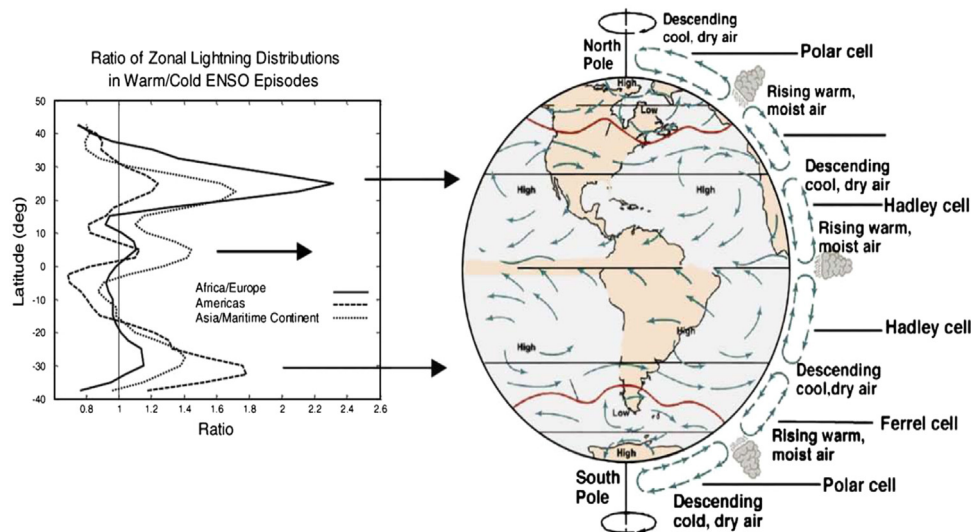 Ratio of Zonal Lightning Distributions
in Warm/Cold ENSO Episodes
50
40
30
20
10
0
-10
-20
-30
-40
Latitude (deg)
Africa/Europe
Americas
Asia/Maritime Continent
0.8 1 1.2 1.4 1.6 1.8 2 2.2 2.4 2.6
Ratio
Descending
cool, dry air
North
Pole
Polar cell
Rising warm,
moist air
Descending
cool, dry air
Hadley cell
Rising warm,
moist air
Hadley cell
Descending
cool,dry air
Ferrel cell
Rising warm,
moist air
Polar cell
South
Pole
Descending
cold, dry air
High
Low
High
High
High
High
Low
High